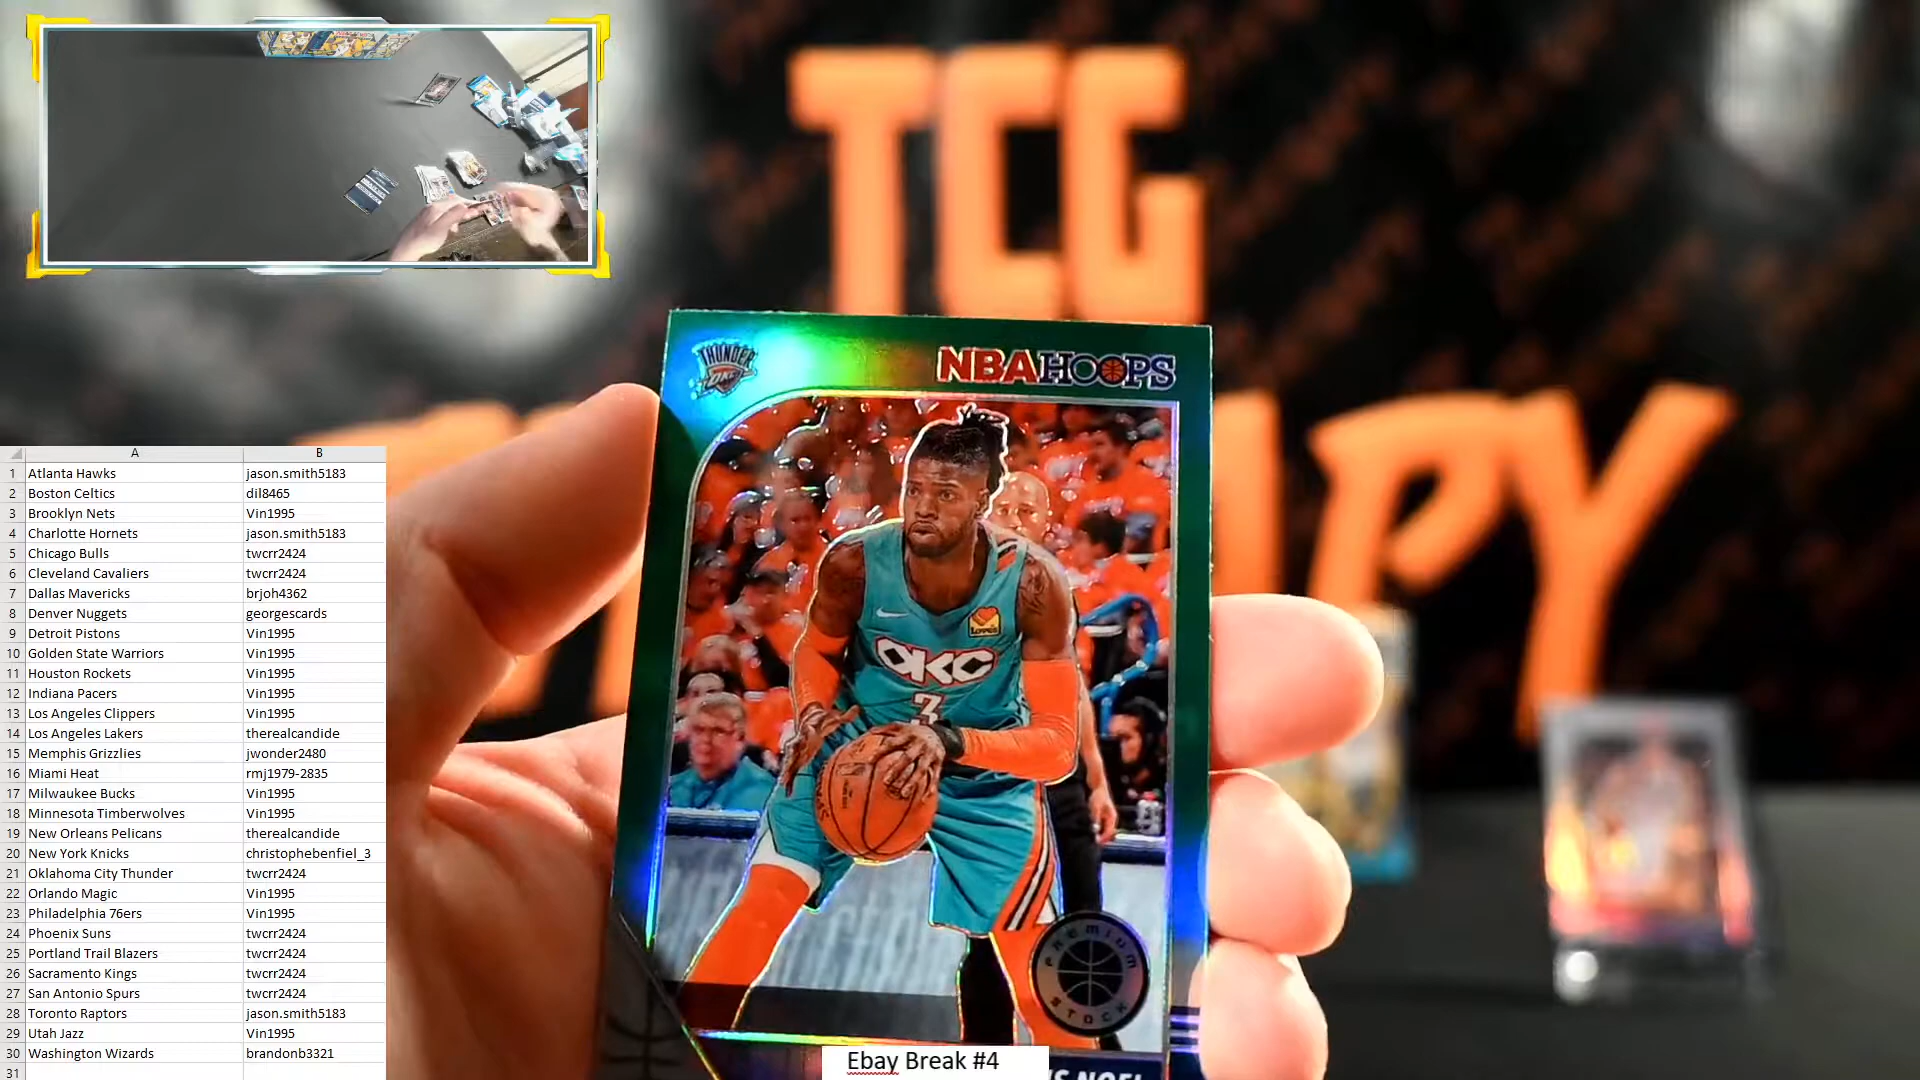 TCG
THUNDER
OKC
NBAHOOPS
Love's
OKC
3
PREMIUM
STOCK
A B
1 Atlanta Hawks jason.smith5183
2 Boston Celtics dil8465
3 Brooklyn Nets Vin1995
4 Charlotte Hornets jason.smith5183
5 Chicago Bulls twcrr2424
6 Cleveland Cavaliers twcrr2424
7 Dallas Mavericks brjoh4362
8 Denver Nuggets georgescards
9 Detroit Pistons Vin1995
10 Golden State Warriors Vin1995
11 Houston Rockets Vin1995
12 Indiana Pacers Vin1995
13 Los Angeles Clippers Vin1995
14 Los Angeles Lakers therealcandide
15 Memphis Grizzlies jwonder2480
16 Miami Heat rmj1979-2835
17 Milwaukee Bucks Vin1995
18 Minnesota Timberwolves Vin1995
19 New Orleans Pelicans therealcandide
20 New York Knicks christophebenfiel_3
21 Oklahoma City Thunder twcrr2424
22 Orlando Magic Vin1995
23 Philadelphia 76ers Vin1995
24 Phoenix Suns twcrr2424
25 Portland Trail Blazers twcrr2424
26 Sacramento Kings twcrr2424
27 San Antonio Spurs twcrr2424
28 Toronto Raptors jason.smith5183
29 Utah Jazz Vin1995
30 Washington Wizards brandonb3321
31
Ebay Break #4
NOEL